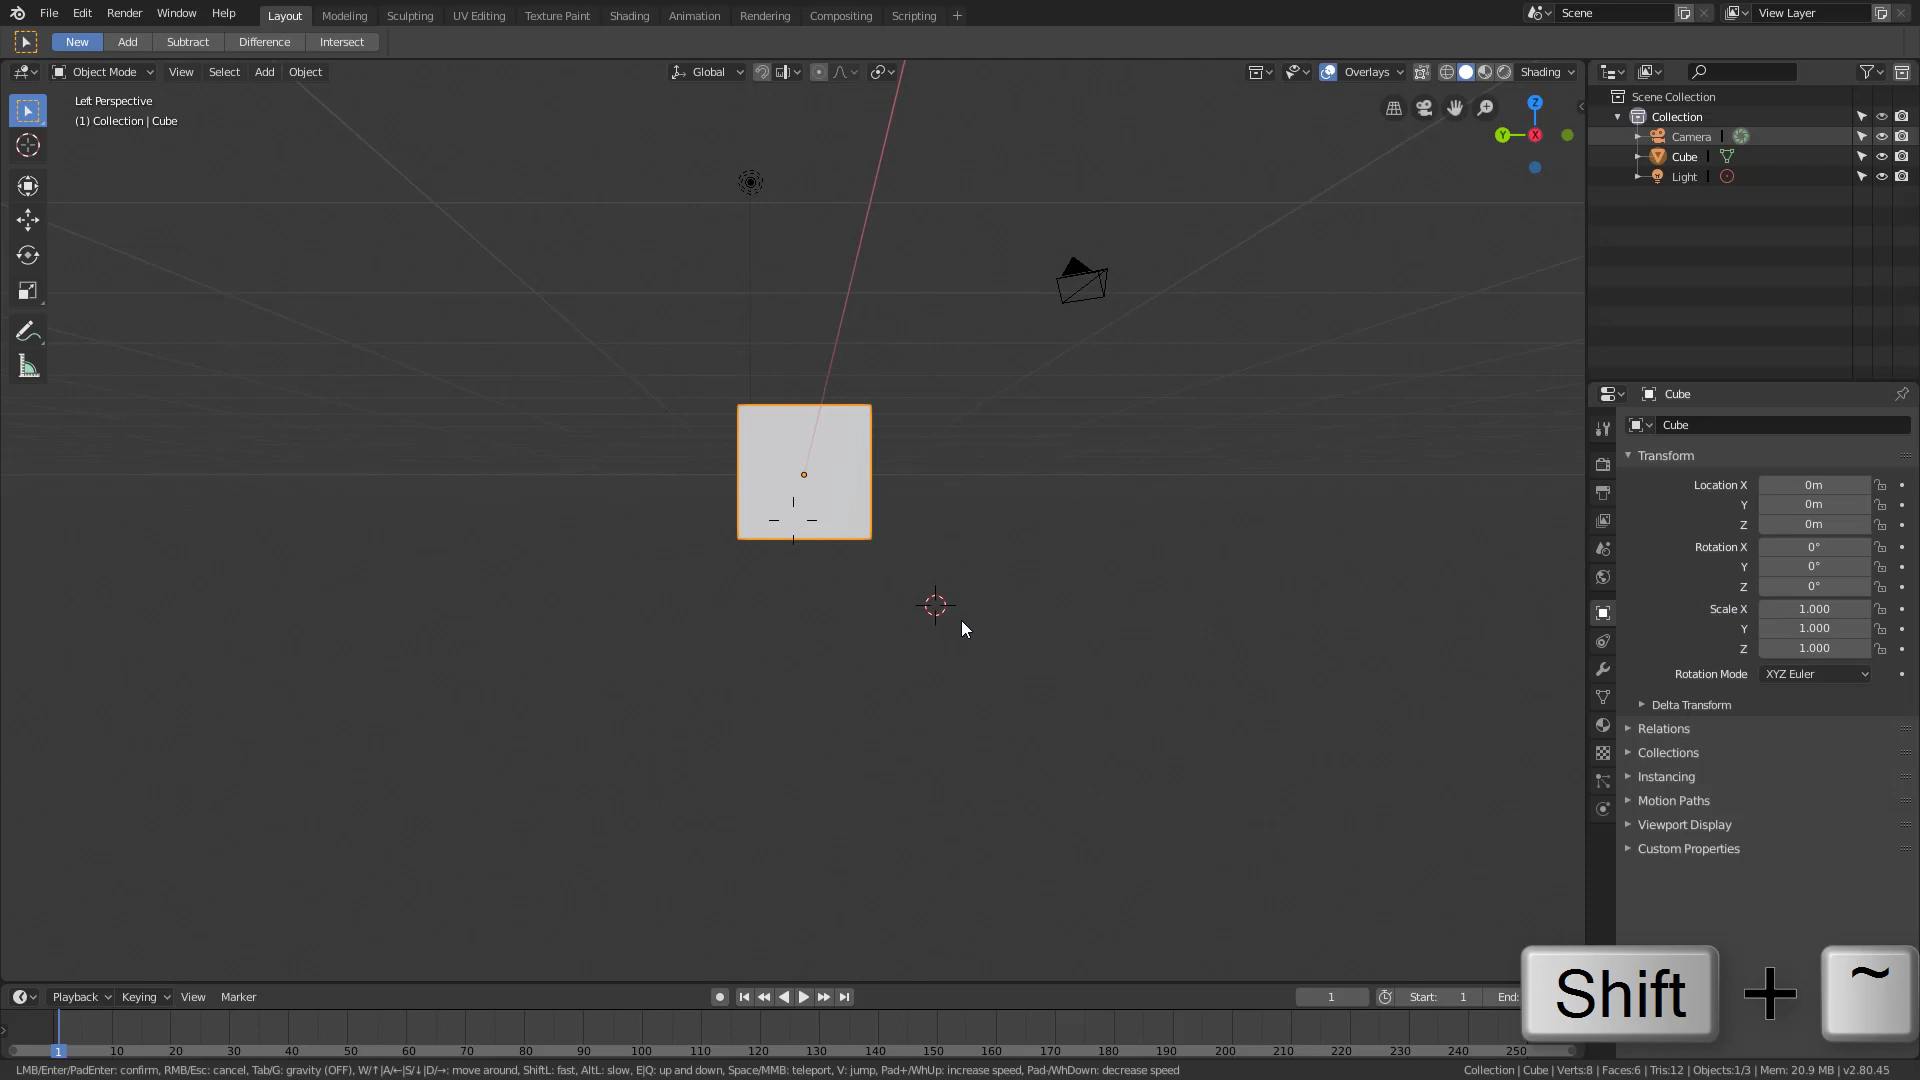 File Edit Render Window Help Layout Modeling Sculpting UV Editing Texture Paint Shading Animation Rendering Compositing Scripting + Scene View Layer
New Add Subtract Difference Intersect
Object Mode View Select Add Object Global Overlays Shading
Left Perspective
(1) Collection | Cube
Z
Y
X
Scene Collection
Collection
Camera
Cube
Light
Cube
Cube
Transform
Location X 0m
Y 0m
Z 0m
Rotation X 0°
Y 0°
Z 0°
Scale X 1.000
Y 1.000
Z 1.000
Rotation Mode XYZ Euler
Delta Transform
Relations
Collections
Instancing
Motion Paths
Viewport Display
Custom Properties
Shift + ~
Playback Keying View Marker 1 Start: 1 End:
1 10 20 30 40 50 60 70 80 90 100 110 120 130 140 150 160 170 180 190 200 210 220 230 240 250
LMB/Enter/PadEnter: confirm, RMB/Esc: cancel, Tab/G: gravity (OFF), W/↑|A/←|S/↓|D/→: move around, ShiftL: fast, AltL: slow, E|Q: up and down, Space/MMB: teleport, V: jump, Pad+/WhUp: increase speed, Pad-/WhDown: decrease speed
Collection | Cube | Verts:8 | Faces:6 | Tris:12 | Objects:1/3 | Mem: 20.9 MB | v2.80.45